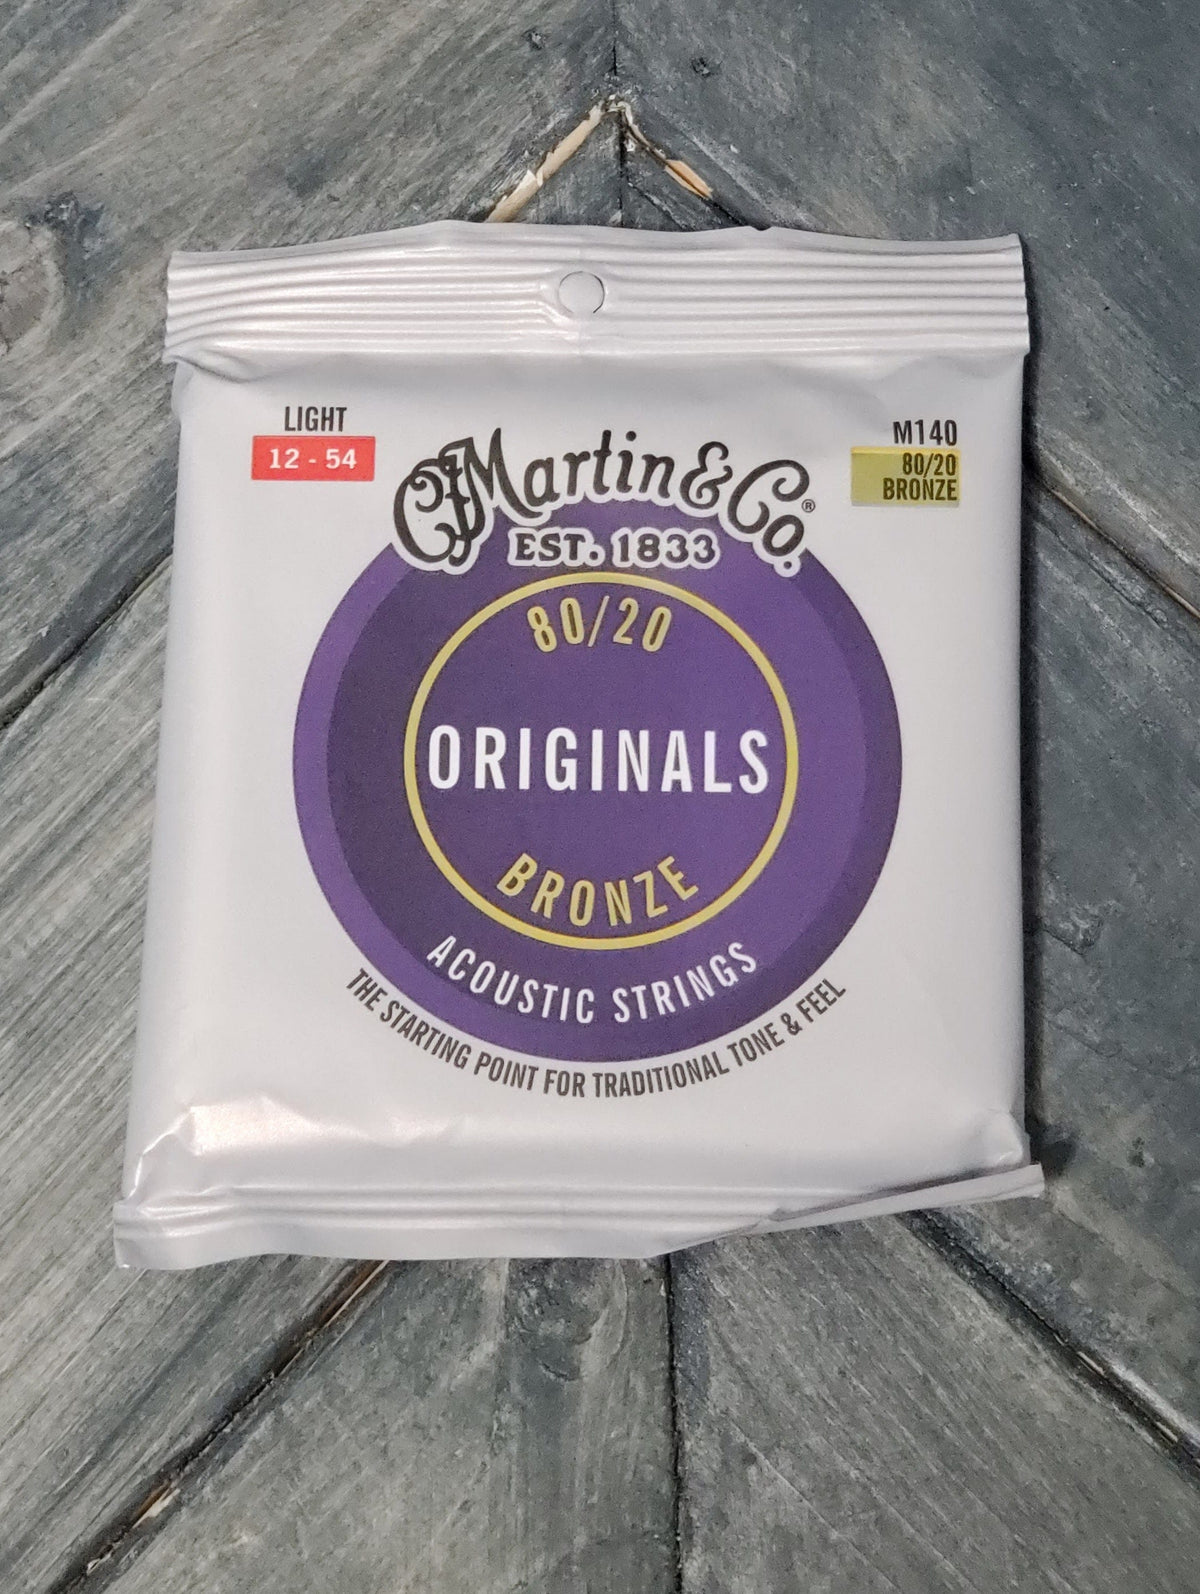 LIGHT
12 - 54
M140
80/20
BRONZE
CFMartin & Co.®
EST. 1833
80/20
ORIGINALS
BRONZE
ACOUSTIC STRINGS
THE STARTING POINT FOR TRADITIONAL TONE & FEEL